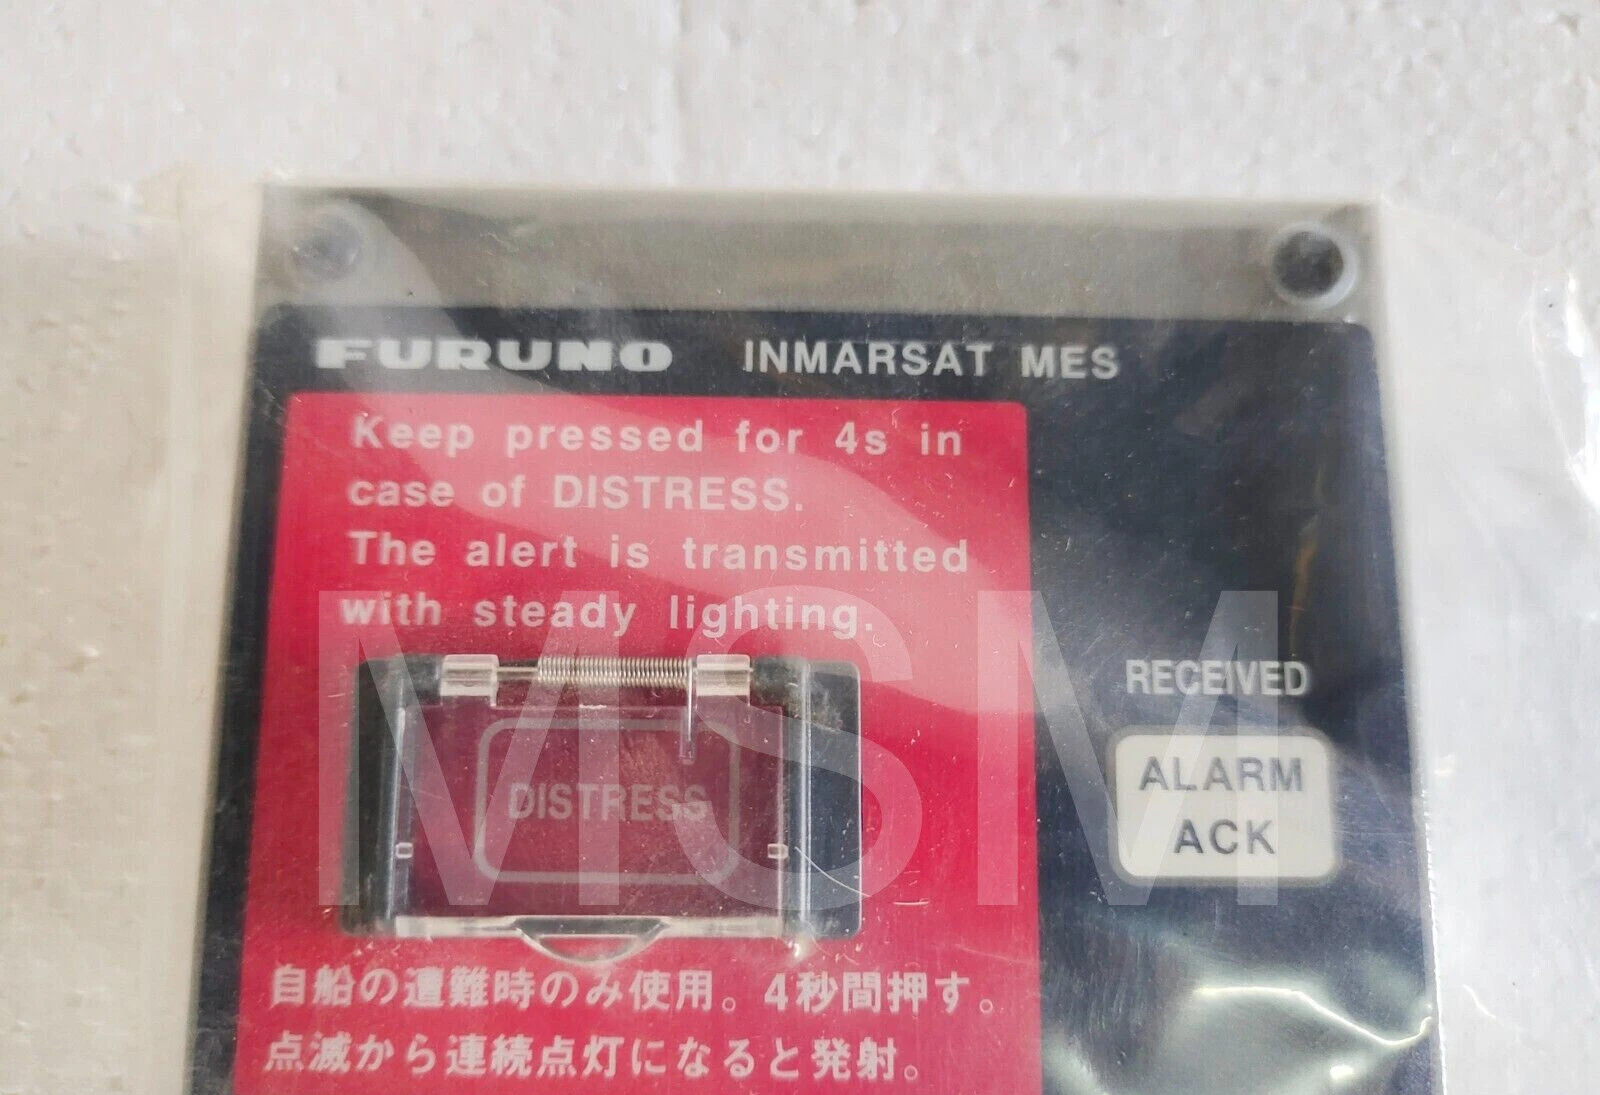 FURUNO INMARSAT MES
Keep pressed for 4s in
case of DISTRESS.
The alert is transmitted
with steady lighting.
RECEIVED
DISTRESS
ALARM
ACK
MSM
自船の遭難時のみ使用。4秒間押す。
点滅から連続点灯になると発射。